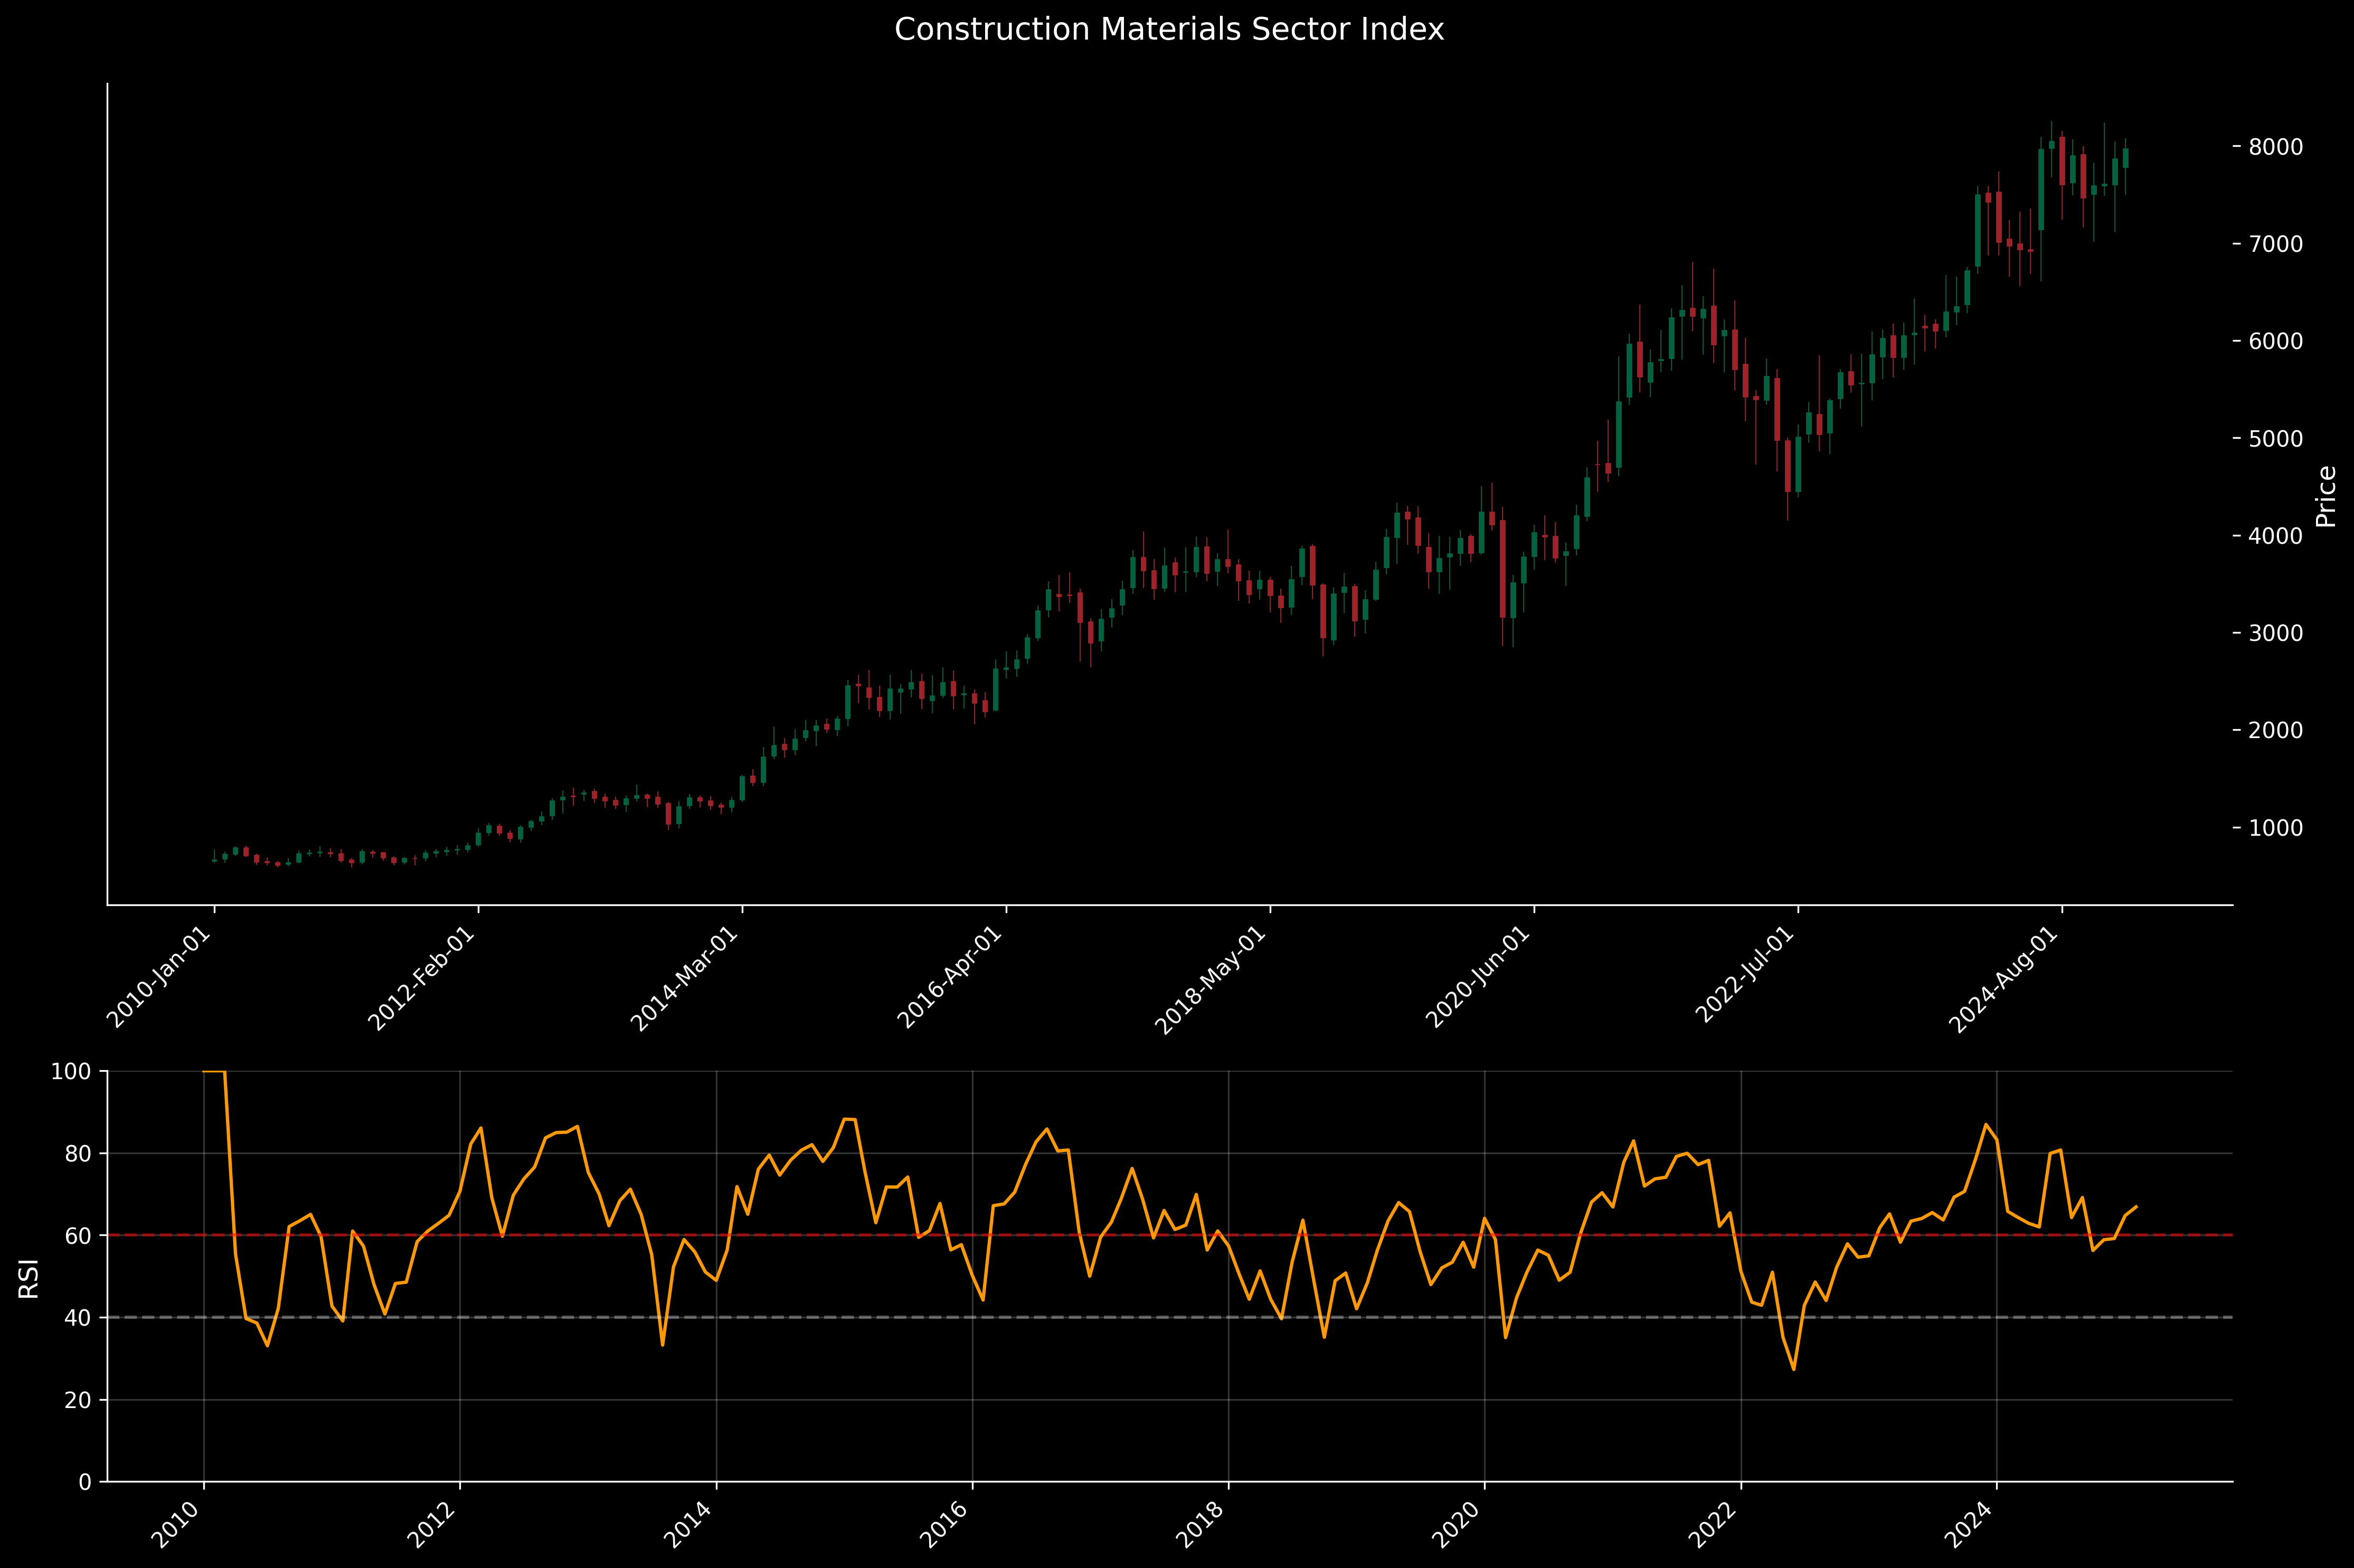 Construction Materials Sector Index
8000
7000
6000
5000
4000
3000
2000
1000
Price
2010-Jan-01
2012-Feb-01
2014-Mar-01
2016-Apr-01
2018-May-01
2020-Jun-01
2022-Jul-01
2024-Aug-01
100
80
60
40
20
0
RSI
2010
2012
2014
2016
2018
2020
2022
2024